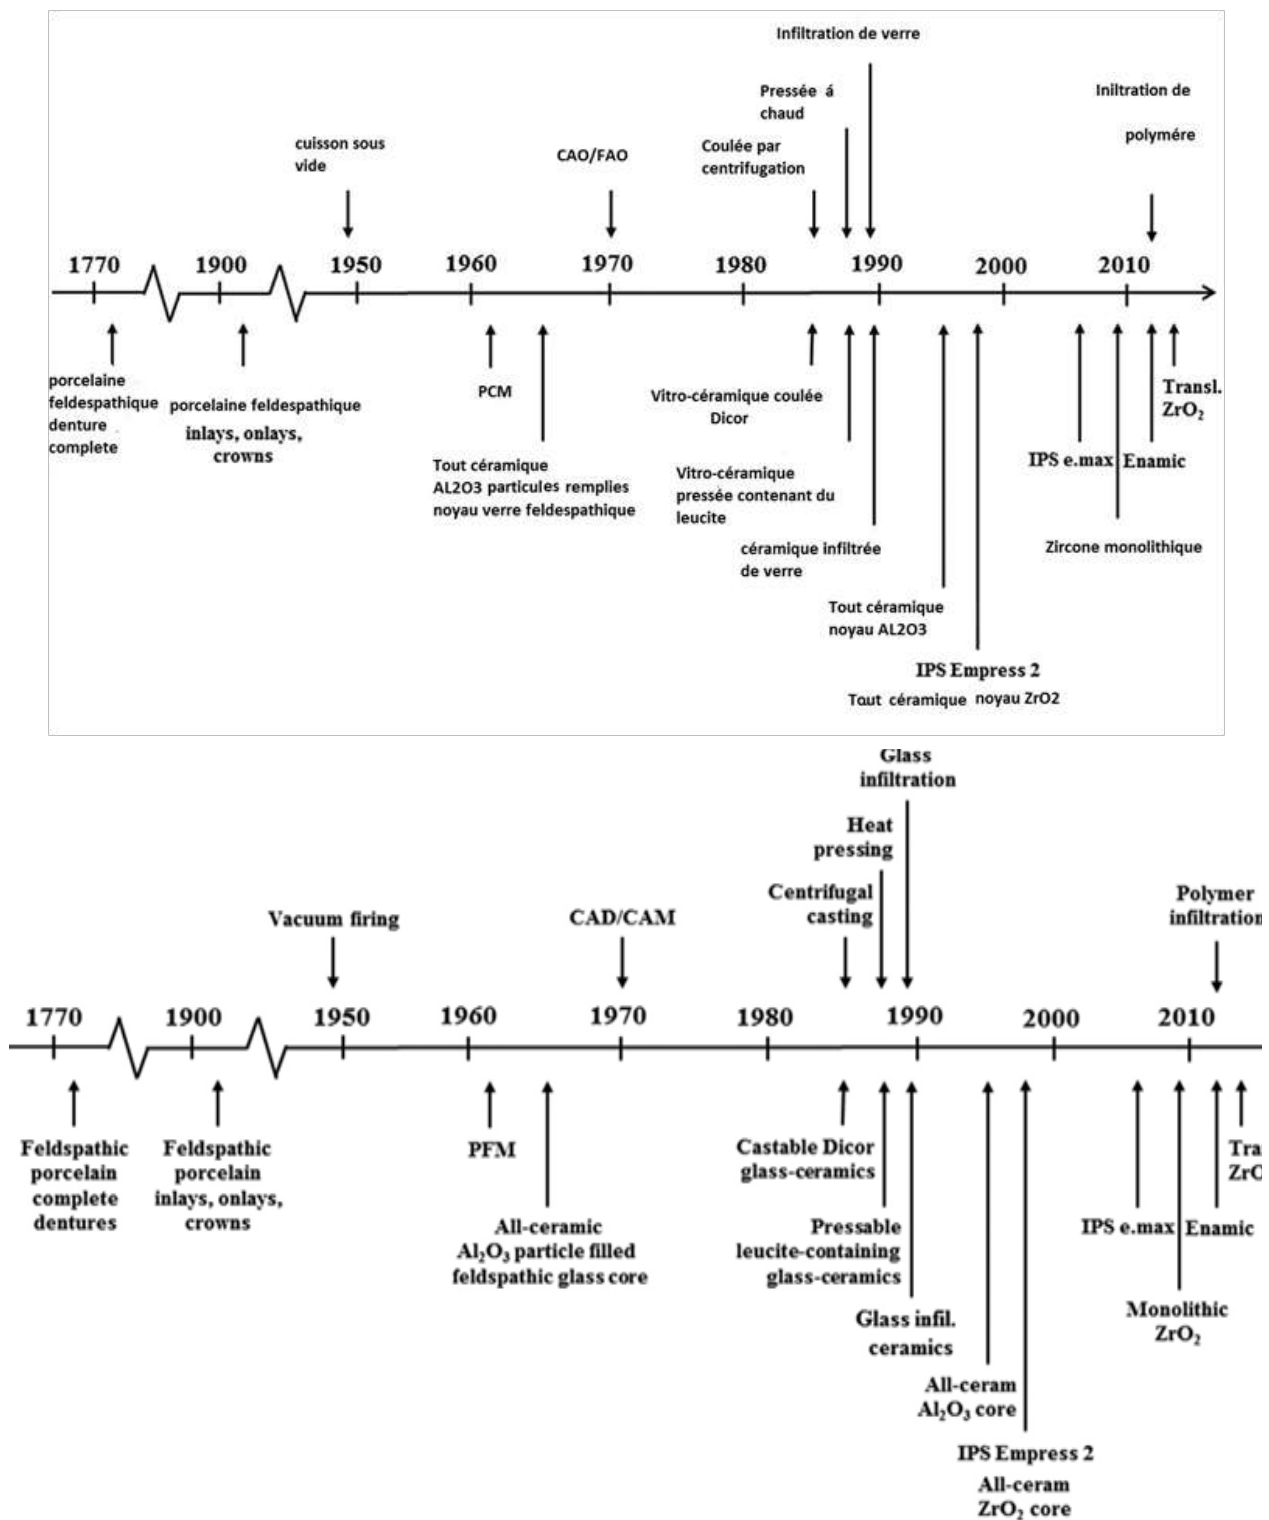 Infiltration de verre
Pressée á
chaud
Iniltration de
polymére
cuisson sous
vide
CAO/FAO
Coulée par
centrifugation
1770 1900 1950 1960 1970 1980 1990 2000 2010
porcelaine
feldespathique
denture
complete
porcelaine feldespathique
inlays, onlays,
crowns
PCM
Tout céramique
AL2O3 particules remplies
noyau verre feldespathique
Vitro-céramique coulée
Dicor
Vitro-céramique
pressée contenant du
leucite
céramique infiltrée
de verre
Tout céramique
noyau AL2O3
IPS Empress 2
Tout céramique noyau ZrO2
IPS e.max
Zircone monolithique
Enamic
Transl.
ZrO₂
Glass
infiltration
Heat
pressing
Centrifugal
casting
Vacuum firing
CAD/CAM
Polymer
infiltration
1770 1900 1950 1960 1970 1980 1990 2000 2010
Feldspathic
porcelain
complete
dentures
Feldspathic
porcelain
inlays, onlays,
crowns
PFM
All-ceramic
Al₂O₃ particle filled
feldspathic glass core
Castable Dicor
glass-ceramics
Pressable
leucite-containing
glass-ceramics
Glass infil.
ceramics
All-ceram
Al₂O₃ core
IPS Empress 2
All-ceram
ZrO₂ core
IPS e.max
Monolithic
ZrO₂
Enamic
Tra
ZrO